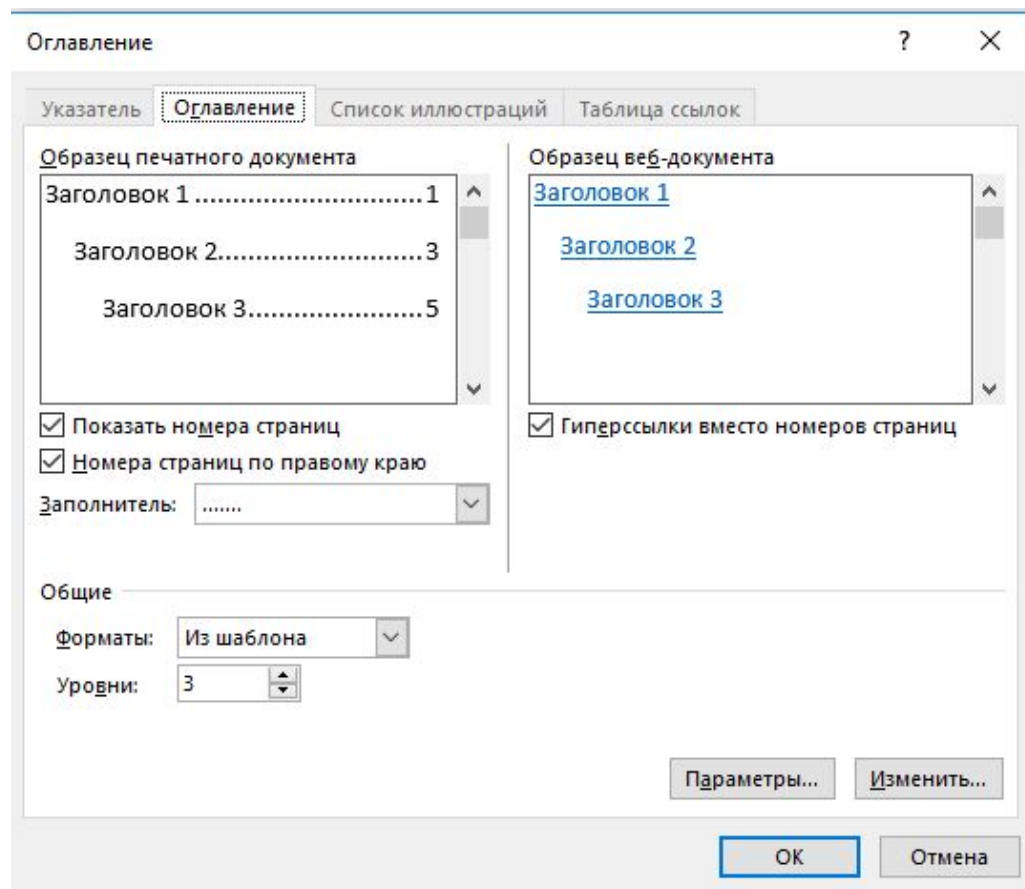 Оглавление ?
Указатель Оглавление Список иллюстраций Таблица ссылок
Образец печатного документа
Заголовок 1..............................1
Заголовок 2...........................3
Заголовок 3.......................5
Показать номера страниц
Номера страниц по правому краю
Заполнитель: .......
Образец веб-документа
Заголовок 1
Заголовок 2
Заголовок 3
Гиперссылки вместо номеров страниц
Общие
Форматы: Из шаблона
Уровни: 3
Параметры... Изменить...
ОК Отмена